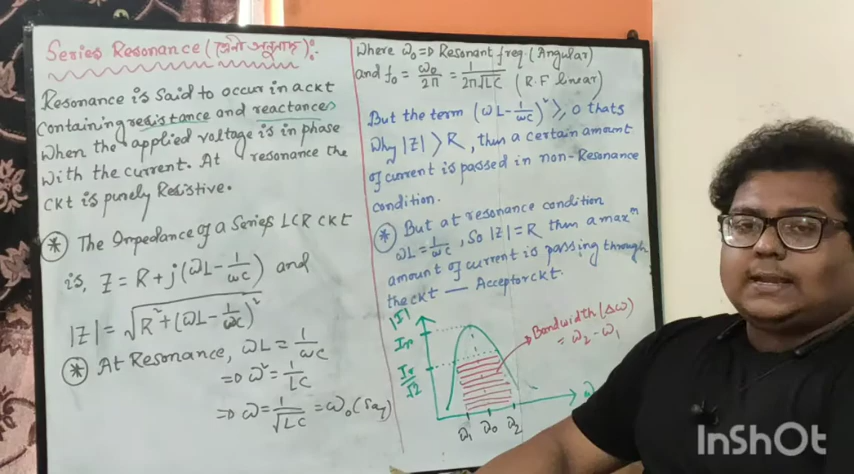 Series Resonance (শ্রেণী অনুনাদ):
Resonance is said to occur in a ckt
containing resistance and reactances
when the applied voltage is in phase
with the current. At resonance the
ckt is purely Resistive.
* The Impedance of a Series LCR ckt
is, Z = R + j(ωL - 1/ωC) and
|Z| = √(R² + (ωL - 1/ωC)²)
* At Resonance, ωL = 1/ωC
⇒ ω² = 1/LC
⇒ ω = 1/√LC = ω₀ (Say)
Where ω₀ ⇒ Resonant freq. (Angular)
and f₀ = ω₀/2π = 1/2π√LC (R.F linear)
But the term (ωL - 1/ωC)² ≥ 0 thats
Why |Z| > R, then a certain amount
of current is passed in non-Resonance
condition.
* But at resonance condition
ωL = 1/ωC, So |Z| = R then a maxᵐ
amount of current is passing through
the ckt — Acceptor ckt.
|I|
Iₘ
Bandwidth (Δω)
= ω₂ - ω₁
ω₁ ω₀ ω₂
InShOt